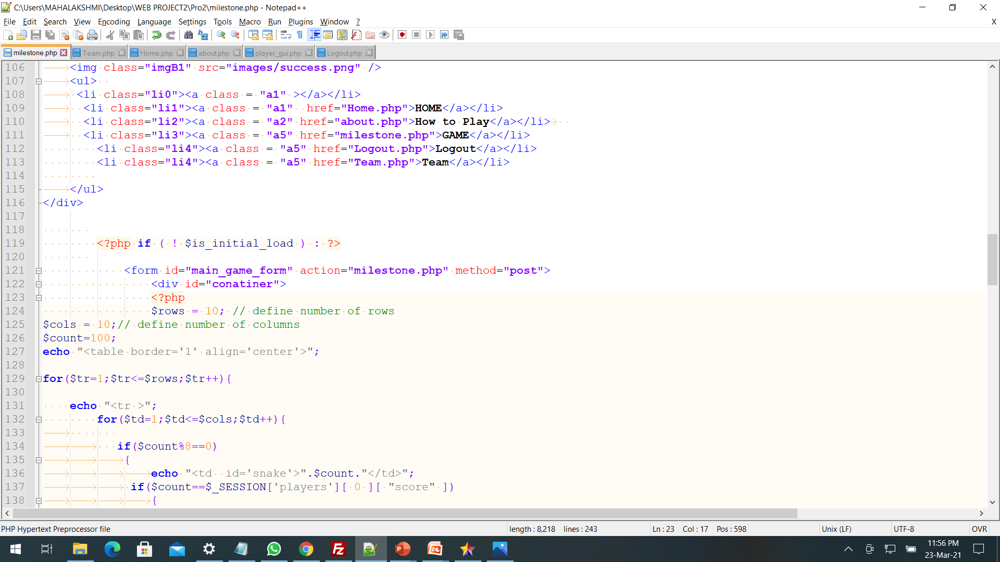 C:\Users\MAHALAKSHMI\Desktop\WEB PROJECT2\Pro2\milestone.php - Notepad++
File Edit Search View Encoding Language Settings Tools Macro Run Plugins Window ? X
milestone.php Team.php Home.php about.php player_gui.php Logout.php
106 <img class="imgB1" src="images/success.png" />
107 <ul>
108 <li class="li0"><a class = "a1" ></a></li>
109 <li class="li1"><a class = "a1"  href="Home.php">HOME</a></li>
110 <li class="li2"><a class = "a2" href="about.php">How to Play</a></li>
111 <li class="li3"><a class = "a5" href="milestone.php">GAME</a></li>
112 <li class="li4"><a class = "a5" href="Logout.php">Logout</a></li>
113 <li class="li4"><a class = "a5" href="Team.php">Team</a></li>
114
115 </ul>
116 </div>
117
118
119 <?php if ( ! $is_initial_load ) : ?>
120
121 <form id="main_game_form" action="milestone.php" method="post">
122 <div id="conatiner">
123 <?php
124 $rows = 10; // define number of rows
125 $cols = 10;// define number of columns
126 $count=100;
127 echo "<table border='1' align='center'>";
128
129 for($tr=1;$tr<=$rows;$tr++){
130
131 echo "<tr >";
132 for($td=1;$td<=$cols;$td++){
133
134 if($count%8==0)
135 {
136 echo "<td  id='snake'>".$count."</td>";
137 if($count==$_SESSION['players'][ 0 ][ "score" ])
138 {
PHP Hypertext Preprocessor file length : 8,218 lines : 243 Ln : 23 Col : 17 Pos : 598 Unix (LF) UTF-8 OVR
11:56 PM
23-Mar-21